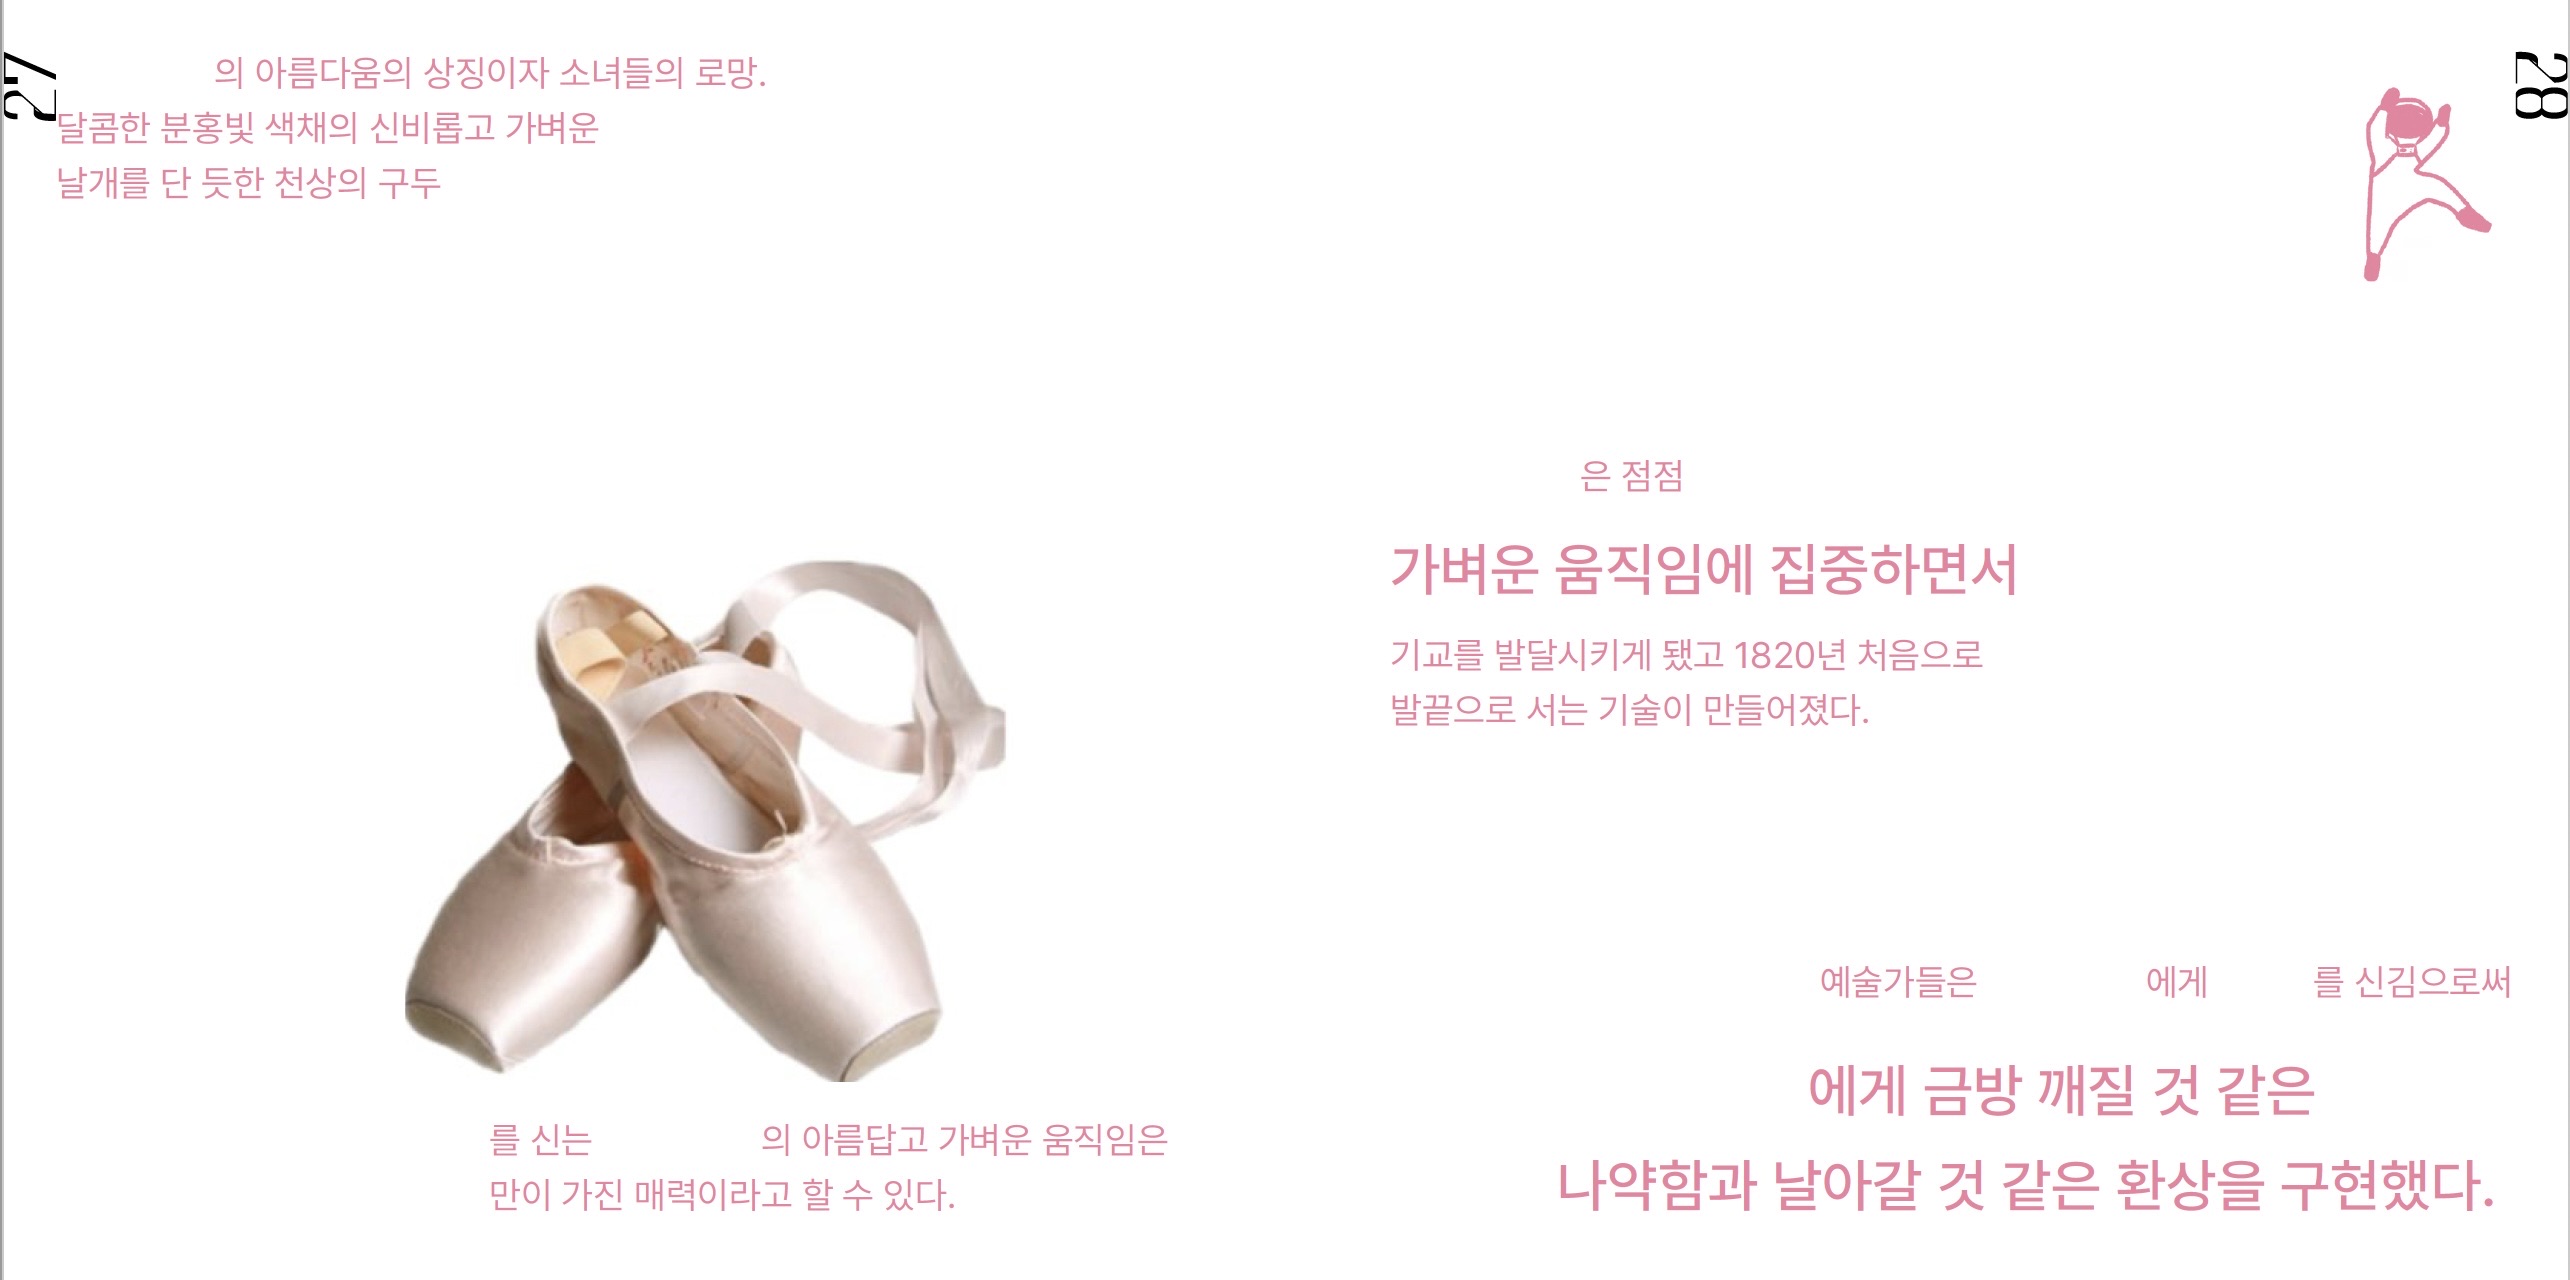 27
의 아름다움의 상징이자 소녀들의 로망.
달콤한 분홍빛 색채의 신비롭고 가벼운
날개를 단 듯한 천상의 구두
를 신는 의 아름답고 가벼운 움직임은
만이 가진 매력이라고 할 수 있다.
28
은 점점
가벼운 움직임에 집중하면서
기교를 발달시키게 됐고 1820년 처음으로
발끝으로 서는 기술이 만들어졌다.
예술가들은 에게 를 신김으로써
에게 금방 깨질 것 같은
나약함과 날아갈 것 같은 환상을 구현했다.